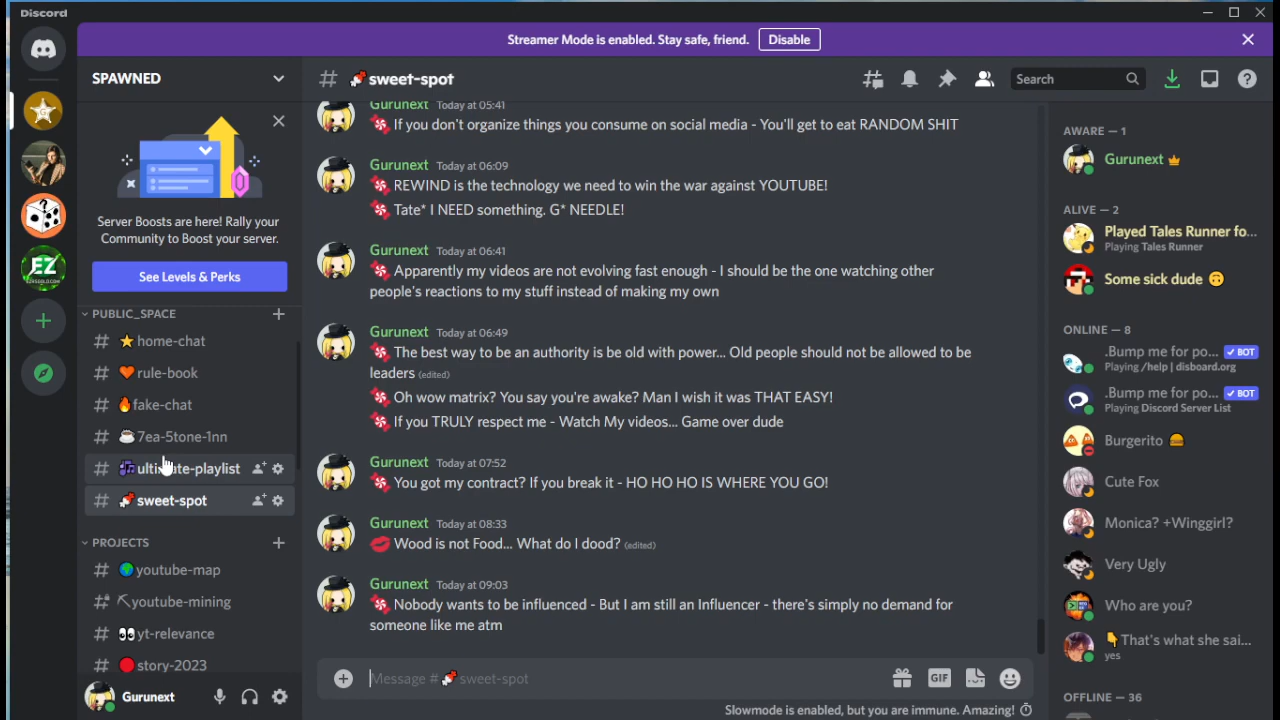 Discord
Streamer Mode is enabled. Stay safe, friend.
Disable
SPAWNED
Server Boosts are here! Rally your
Community to Boost your server.
See Levels & Perks
PUBLIC_SPACE
home-chat
rule-book
fake-chat
7ea-5tone-1nn
ultimate-playlist
sweet-spot
PROJECTS
youtube-map
youtube-mining
yt-relevance
story-2023
Gurunext
# sweet-spot
Search
Gurunext Today at 05:41
If you don't organize things you consume on social media - You'll get to eat RANDOM SHIT
Gurunext Today at 06:09
REWIND is the technology we need to win the war against YOUTUBE!
Tate* I NEED something. G* NEEDLE!
Gurunext Today at 06:41
Apparently my videos are not evolving fast enough - I should be the one watching other
people's reactions to my stuff instead of making my own
Gurunext Today at 06:49
The best way to be an authority is be old with power... Old people should not be allowed to be
leaders (edited)
Oh wow matrix? You say you're awake? Man I wish it was THAT EASY!
If you TRULY respect me - Watch My videos... Game over dude
Gurunext Today at 07:52
You got my contract? If you break it - HO HO HO IS WHERE YOU GO!
Gurunext Today at 08:33
Wood is not Food... What do I dood? (edited)
Gurunext Today at 09:03
Nobody wants to be influenced - But I am still an Influencer - there's simply no demand for
someone like me atm
Message # sweet-spot
GIF
Slowmode is enabled, but you are immune. Amazing!
AWARE — 1
Gurunext
ALIVE — 2
Played Tales Runner fo...
Playing Tales Runner
Some sick dude
ONLINE — 8
.Bump me for po... ✓ BOT
Playing /help | disboard.org
.Bump me for po... ✓ BOT
Playing Discord Server List
Burgerito
Cute Fox
Monica? +Winggirl?
Very Ugly
Who are you?
That's what she sai...
yes
OFFLINE — 36
EZ